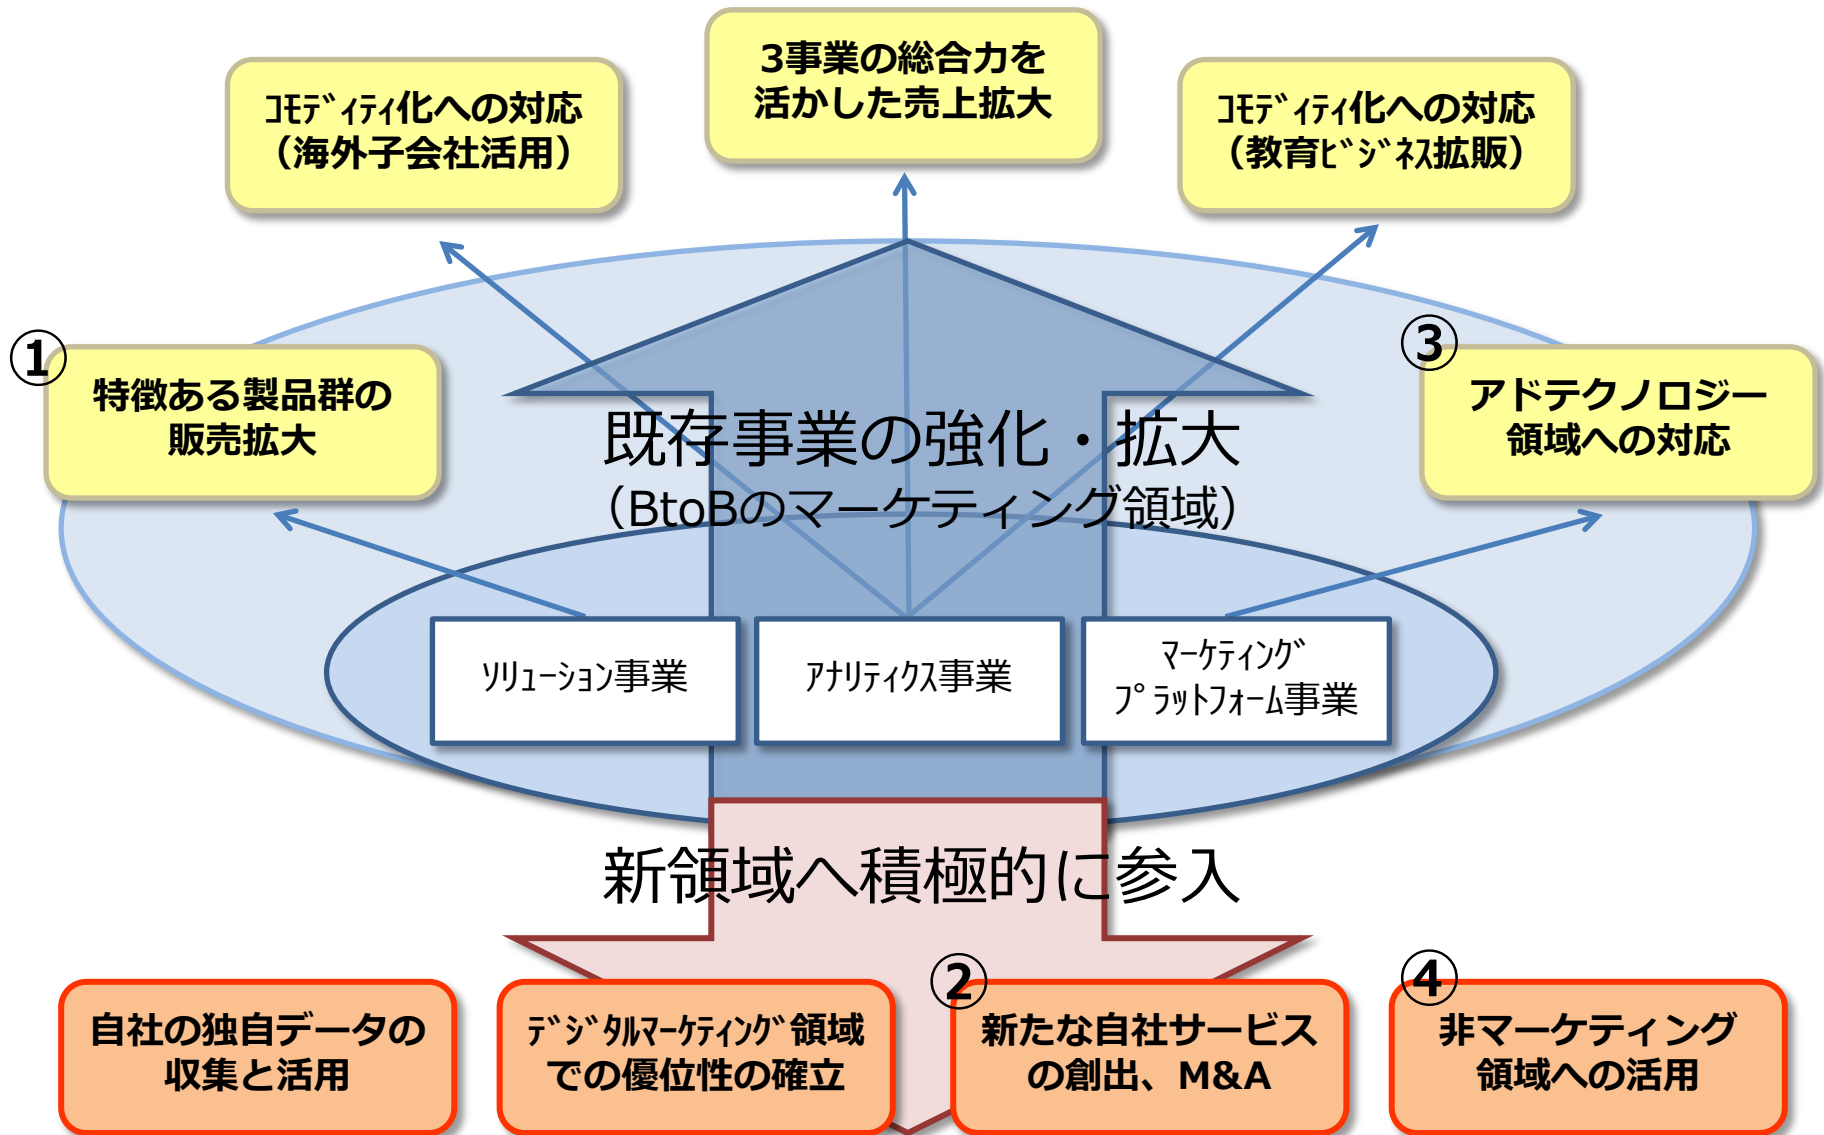 3事業の総合力を
活かした売上拡大
ｺﾓﾃﾞｨﾃｨ化への対応
（海外子会社活用）
ｺﾓﾃﾞｨﾃｨ化への対応
（教育ﾋﾞｼﾞﾈｽ拡販）
①
特徴ある製品群の
販売拡大
③
アドテクノロジー
領域への対応
既存事業の強化・拡大
（BtoBのマーケティング領域）
ｿﾘｭｰｼｮﾝ事業
ｱﾅﾘﾃｨｸｽ事業
ﾏｰｹﾃｨﾝｸﾞ
ﾌﾟﾗｯﾄﾌｫｰﾑ事業
新領域へ積極的に参入
自社の独自データの
収集と活用
ﾃﾞｼﾞﾀﾙﾏｰｹﾃｨﾝｸﾞ領域
での優位性の確立
②
新たな自社サービス
の創出、M&A
④
非マーケティング
領域への活用